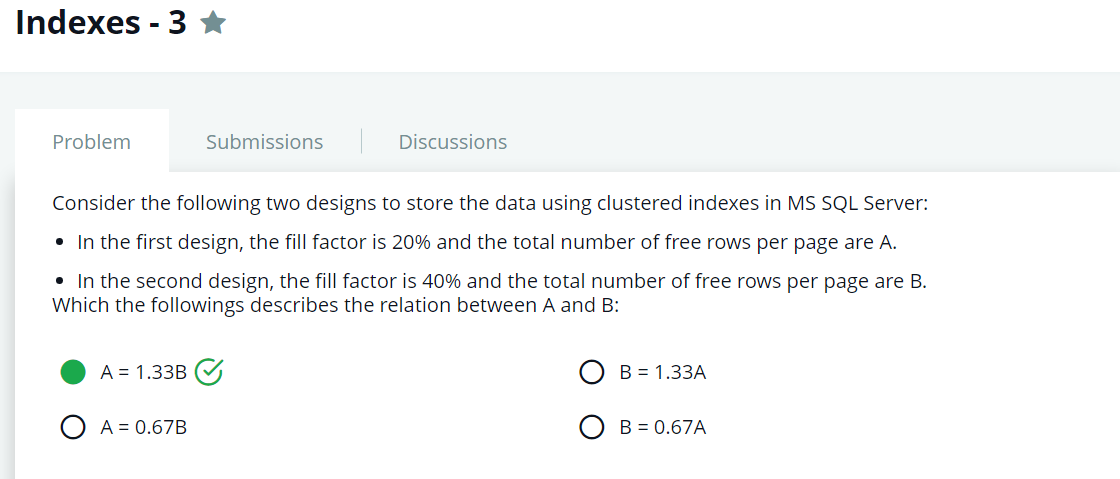 Indexes - 3
Problem
Submissions
Discussions
Consider the following two designs to store the data using clustered indexes in MS SQL Server:
• In the first design, the fill factor is 20% and the total number of free rows per page are A.
• In the second design, the fill factor is 40% and the total number of free rows per page are B.
Which the followings describes the relation between A and B:
A = 1.33B
B = 1.33A
A = 0.67B
B = 0.67A